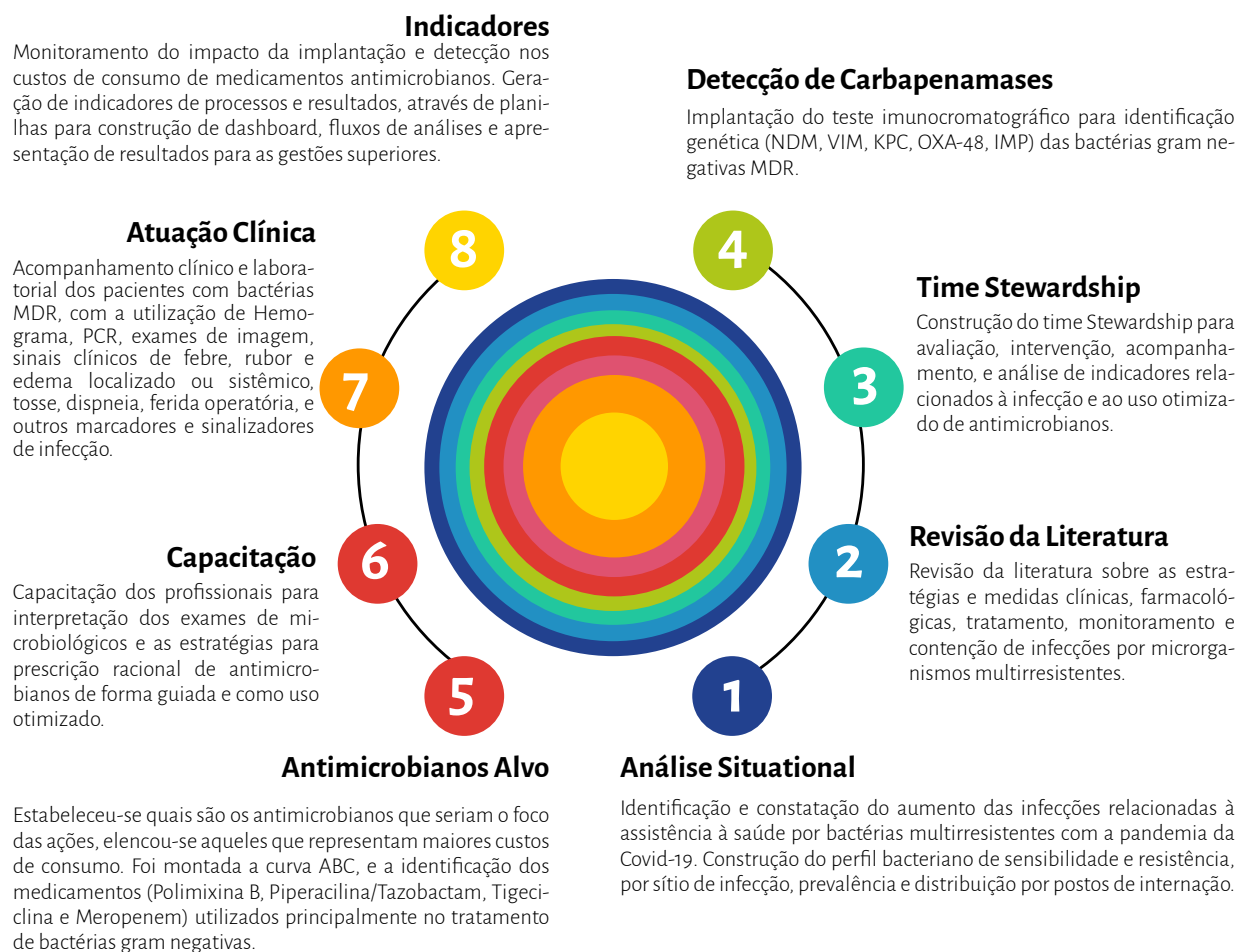 Indicadores
Monitoramento do impacto da implantação e detecção nos
custos de consumo de medicamentos antimicrobianos. Gera-
ção de indicadores de processos e resultados, através de plani-
lhas para construção de dashboard, fluxos de análises e apre-
sentação de resultados para as gestões superiores.
Detecção de Carbapenamases
Implantação do teste imunocromatográfico para identificação
genética (NDM, VIM, KPC, OXA-48, IMP) das bactérias gram ne-
gativas MDR.
8
4
Atuação Clínica
Acompanhamento clínico e labora-
torial dos pacientes com bactérias
MDR, com a utilização de Hemo-
grama, PCR, exames de imagem,
sinais clínicos de febre, rubor e
edema localizado ou sistêmico,
tosse, dispneia, ferida operatória, e
outros marcadores e sinalizadores
de infecção.
7
3
Time Stewardship
Construção do time Stewardship para
avaliação, intervenção, acompanha-
mento, e análise de indicadores rela-
cionados à infecção e ao uso otimiza-
do de antimicrobianos.
Capacitação
Capacitação dos profissionais para
interpretação dos exames de mi-
crobiológicos e as estratégias para
prescrição racional de antimicro-
bianos de forma guiada e como uso
otimizado.
6
2
Revisão da Literatura
Revisão da literatura sobre as estra-
tégias e medidas clínicas, farmacoló-
gicas, tratamento, monitoramento e
contenção de infecções por microrga-
nismos multirresistentes.
5
1
Antimicrobianos Alvo
Estabeleceu-se quais são os antimicrobianos que seriam o foco
das ações, elencou-se aqueles que representam maiores custos
de consumo. Foi montada a curva ABC, e a identificação dos
medicamentos (Polimixina B, Piperacilina/Tazobactam, Tigeci-
clina e Meropenem) utilizados principalmente no tratamento
de bactérias gram negativas.
Análise Situational
Identificação e constatação do aumento das infecções relacionadas à
assistência à saúde por bactérias multirresistentes com a pandemia da
Covid-19. Construção do perfil bacteriano de sensibilidade e resistência,
por sítio de infecção, prevalência e distribuição por postos de internação.